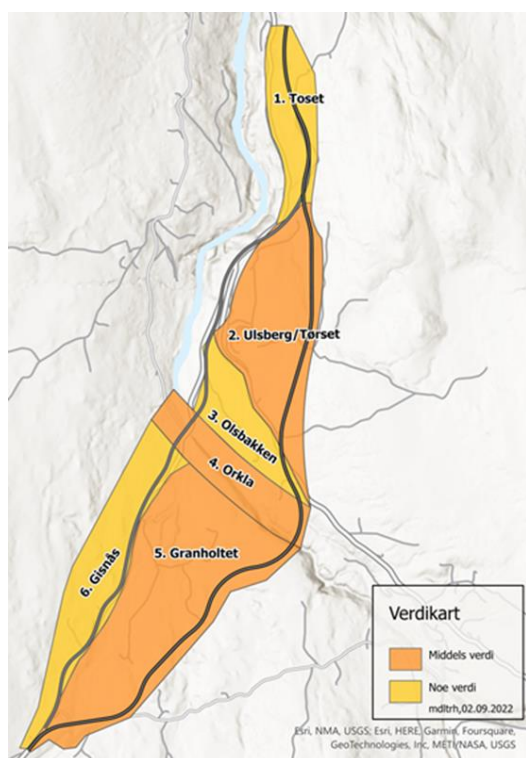 1. Toset
2. Ulsberg/Tørset
3. Olsbakken
4. Orkla
5. Granholtet
6. Gisnås
Verdikart
Middels verdi
Noe verdi
mdltrh,02.09.2022
Esri, NMA, USGS; Esri, HERE, Garmin, Foursquare,
GeoTechnologies, Inc, METI/NASA, USGS